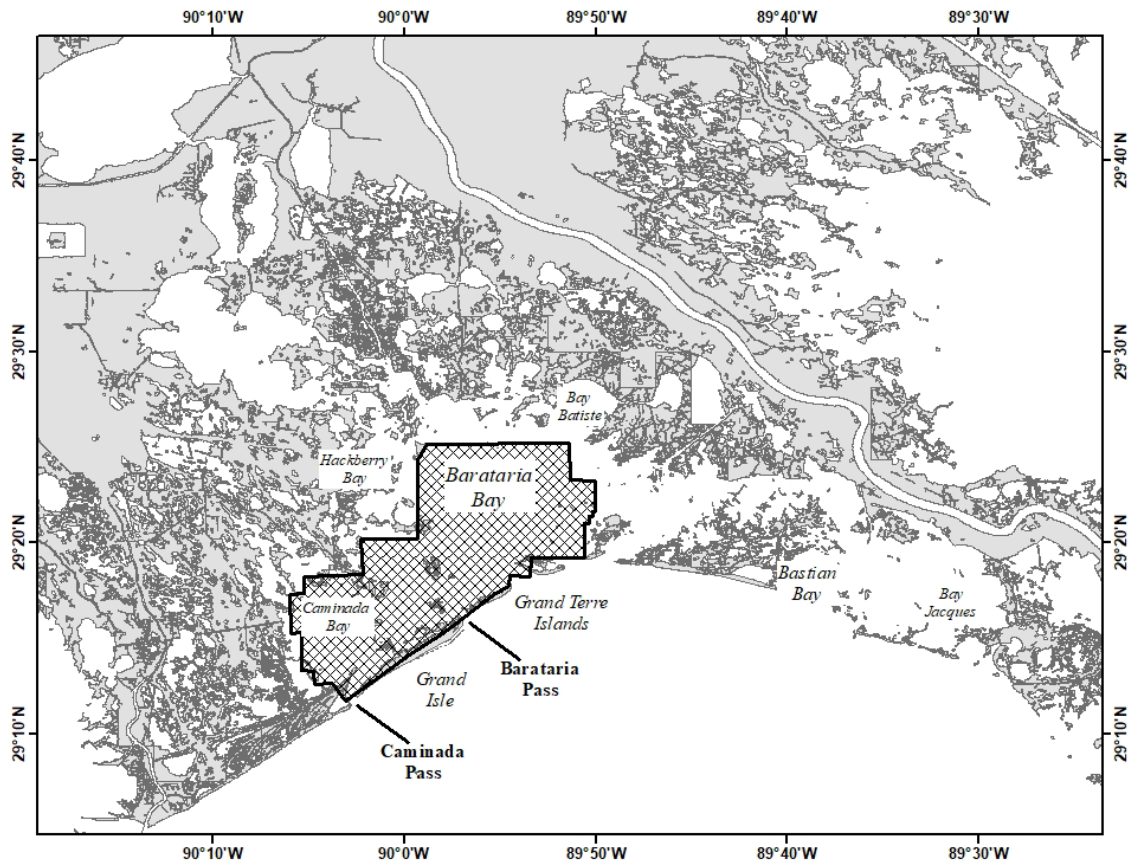 90°10'W 90°0'W 89°50'W 89°40'W 89°30'W
29°40'N 29°40'N
29°30'N 29°30'N
Bay
Batiste
Hackberry
Bay
Barataria
Bay
29°20'N 29°20'N
Bastian
Bay
Bay
Jacques
Caminada
Bay
Grand Terre
Islands
Barataria
Pass
Grand
Isle
29°10'N 29°10'N
Caminada
Pass
90°10'W 90°0'W 89°50'W 89°40'W 89°30'W